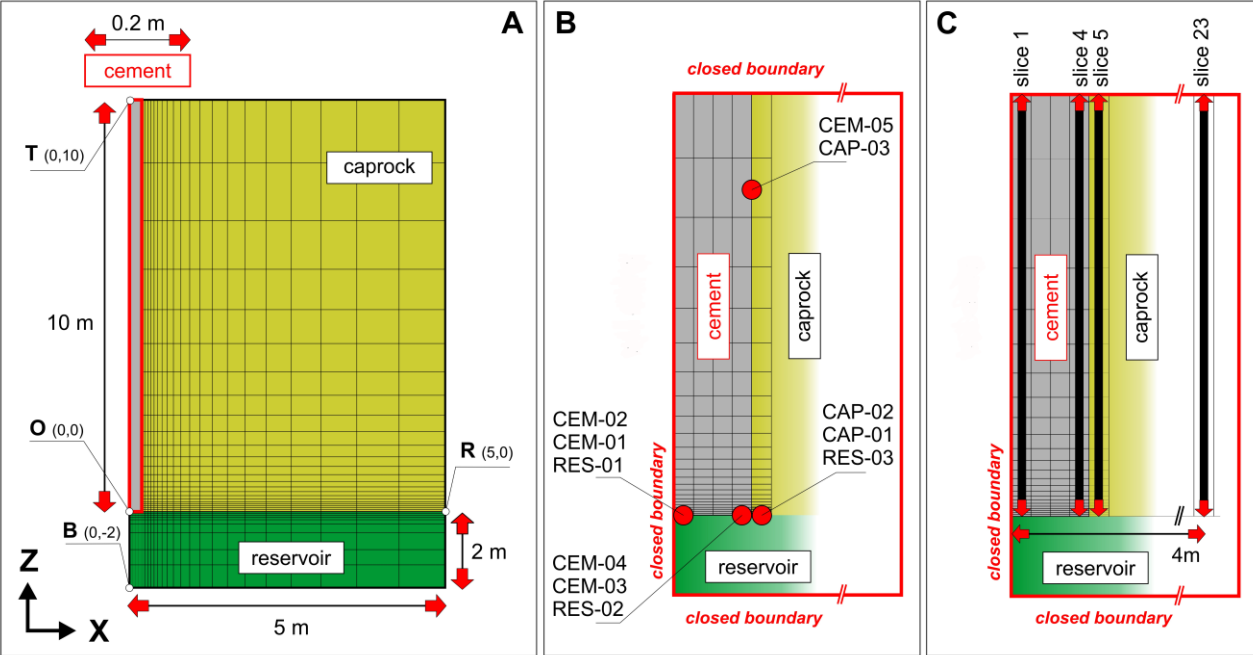 A
0.2 m
cement
T (0,10)
caprock
10 m
O (0,0)
R (5,0)
B (0,-2)
reservoir
2 m
Z
X
5 m
B
closed boundary
CEM-05
CAP-03
cement
caprock
CEM-02
CEM-01
RES-01
CAP-02
CAP-01
RES-03
closed boundary
CEM-04
CEM-03
RES-02
reservoir
closed boundary
C
slice 1
slice 4
slice 5
slice 23
cement
caprock
closed boundary
4m
reservoir
closed boundary